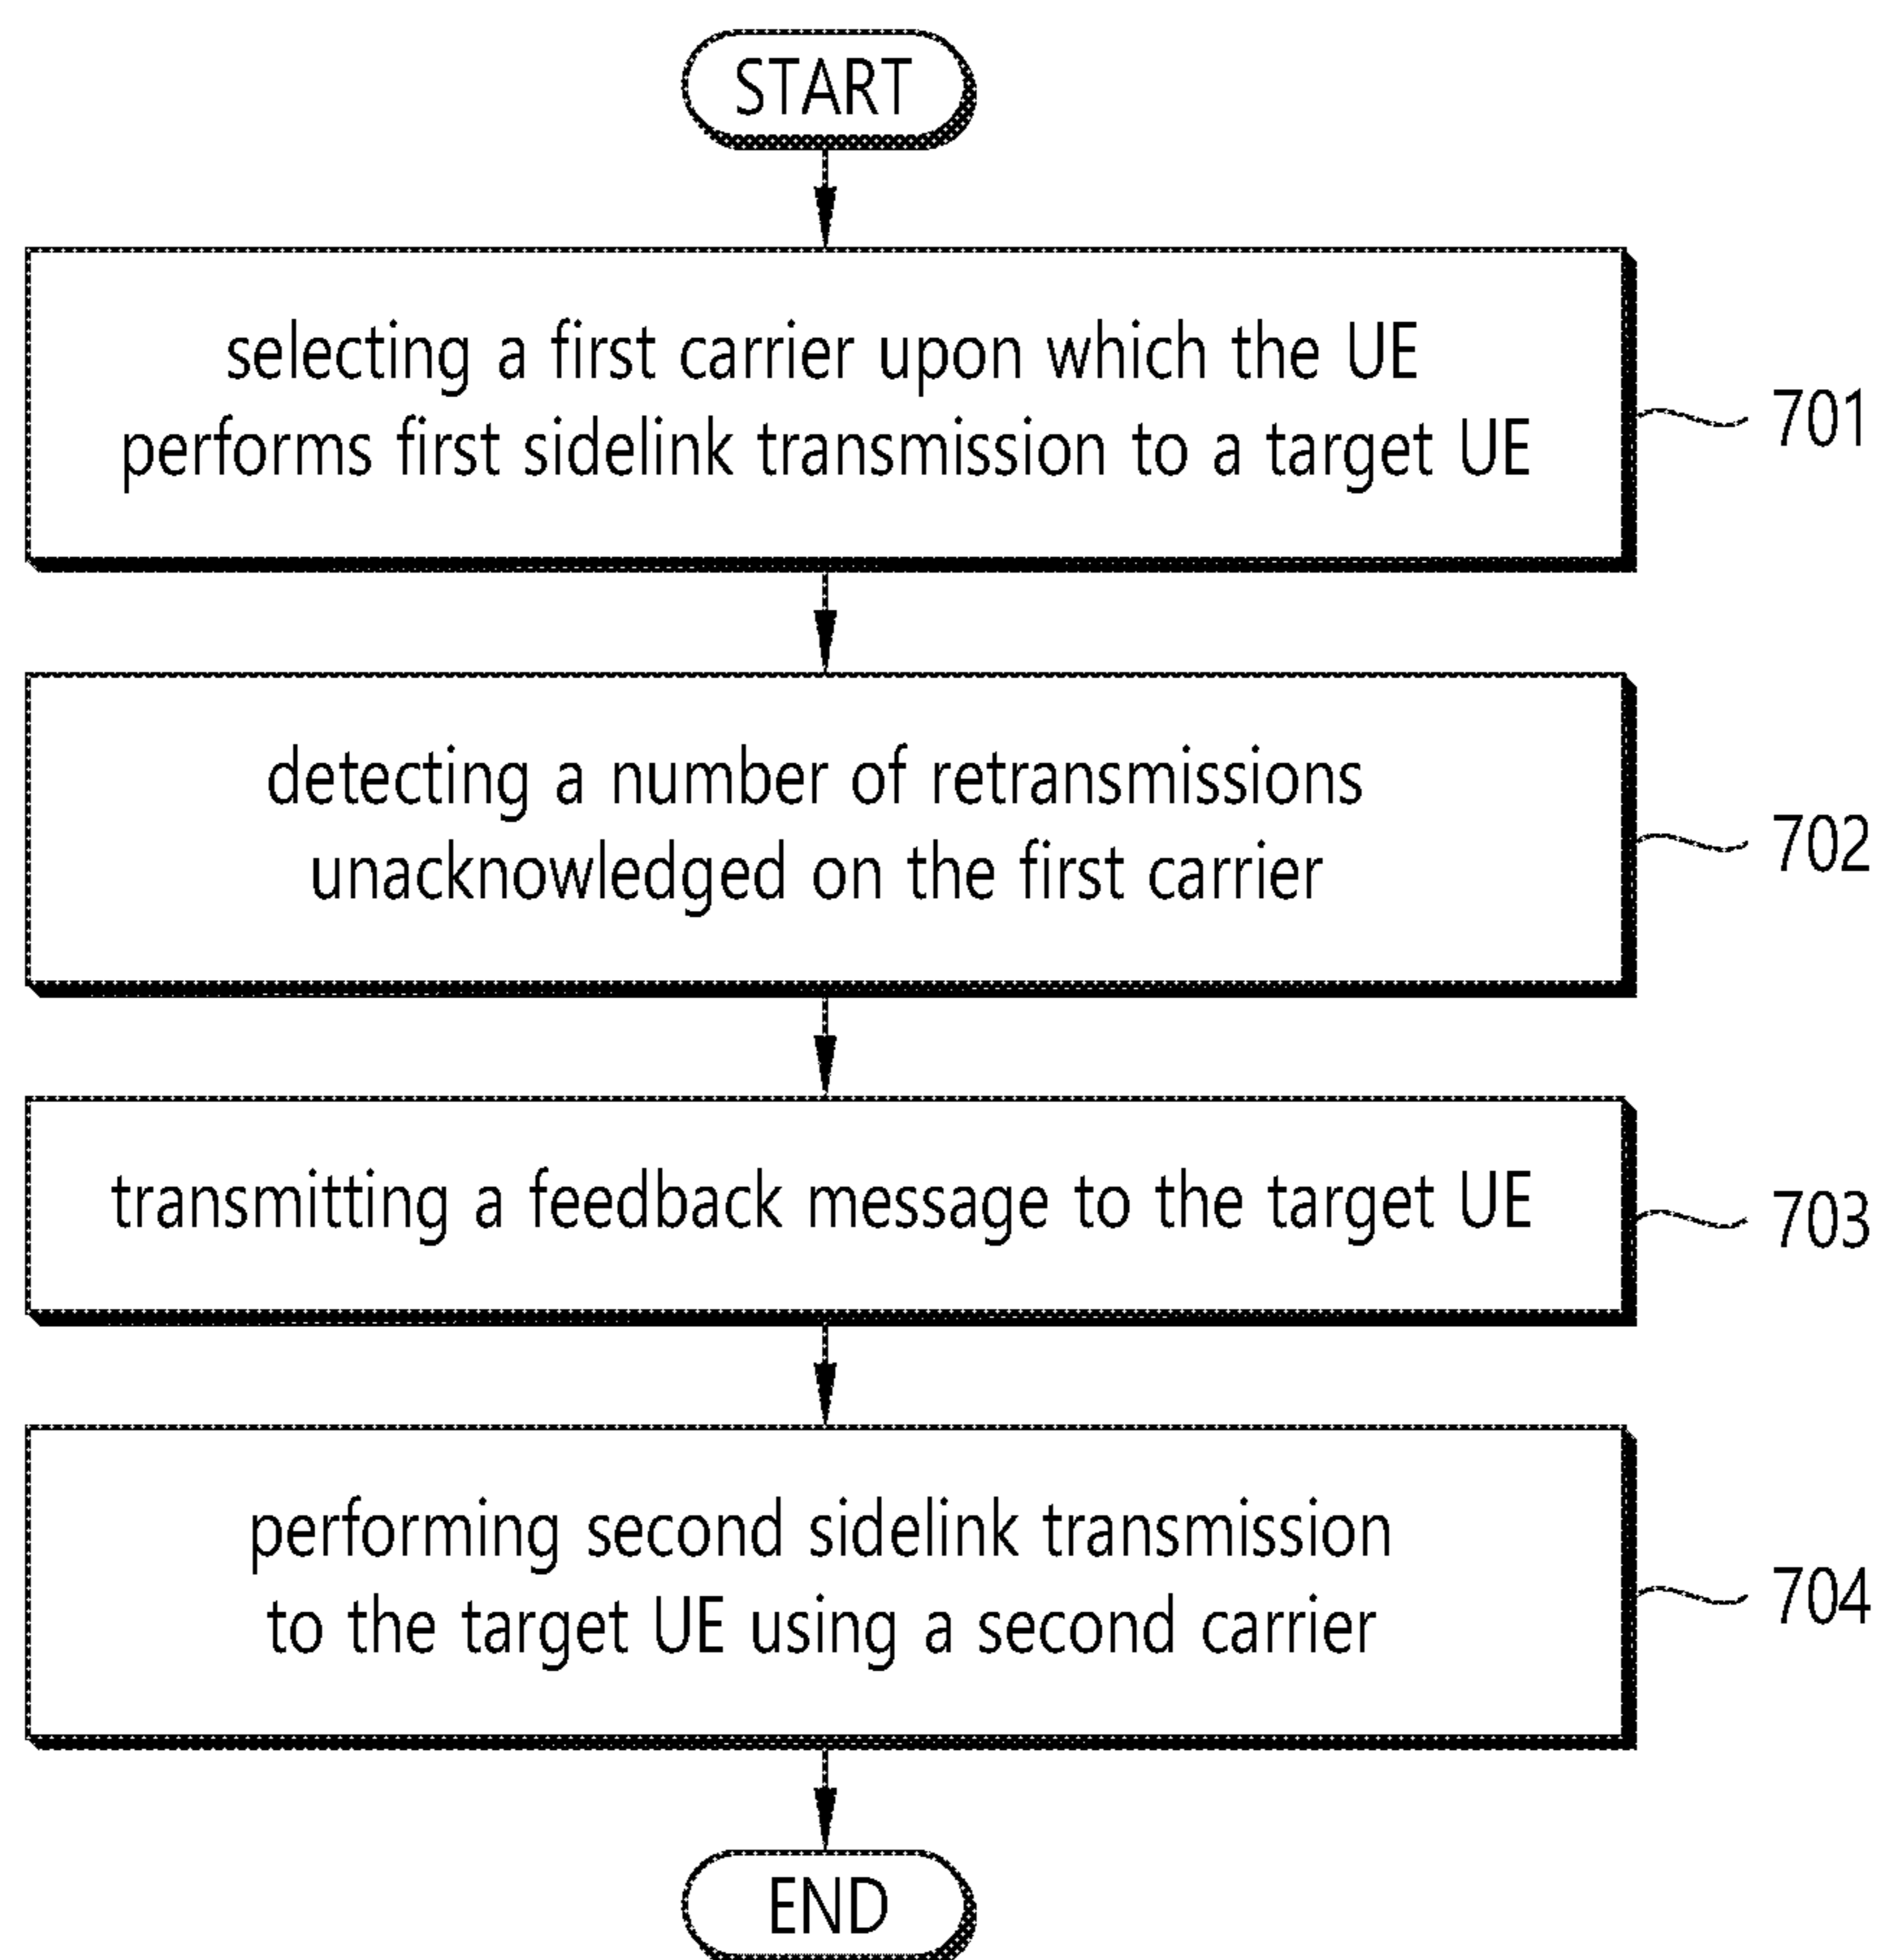 START
selecting a first carrier upon which the UE
performs first sidelink transmission to a target UE
701
detecting a number of retransmissions
unacknowledged on the first carrier
702
transmitting a feedback message to the target UE
703
performing second sidelink transmission
to the target UE using a second carrier
704
END